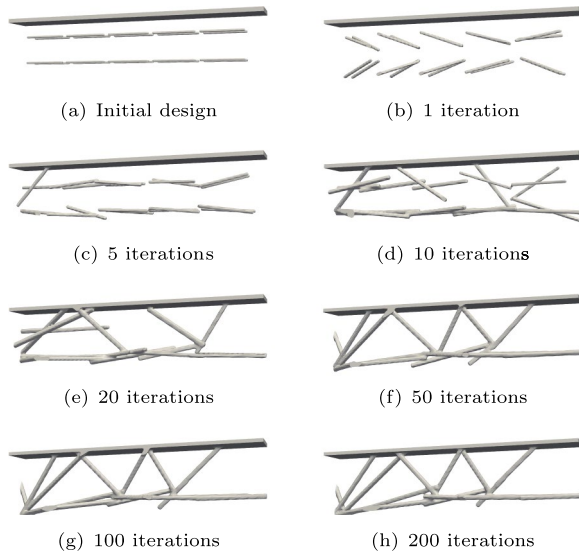 (a) Initial design
(b) 1 iteration
(c) 5 iterations
(d) 10 iterations
(e) 20 iterations
(f) 50 iterations
(g) 100 iterations
(h) 200 iterations